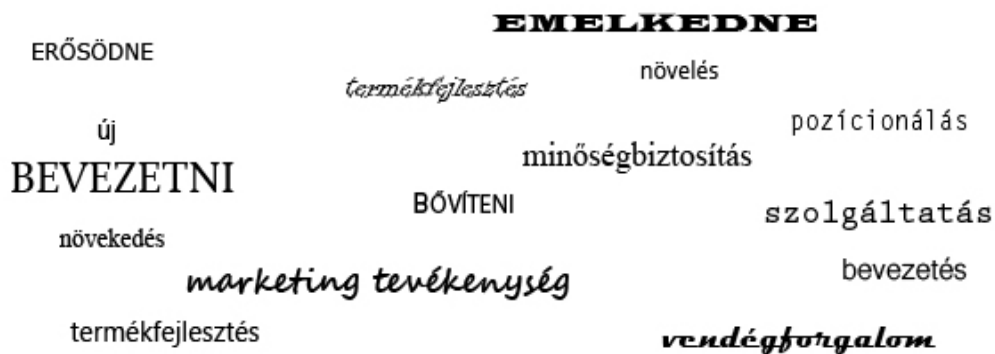 EMELKEDNE
ERŐSÖDNE
növelés
termékfejlesztés
pozícionálás
új
minőségbiztosítás
BEVEZETNI
BŐVÍTENI
szolgáltatás
növekedés
bevezetés
marketing tevékenység
termékfejlesztés
vendégforgalom